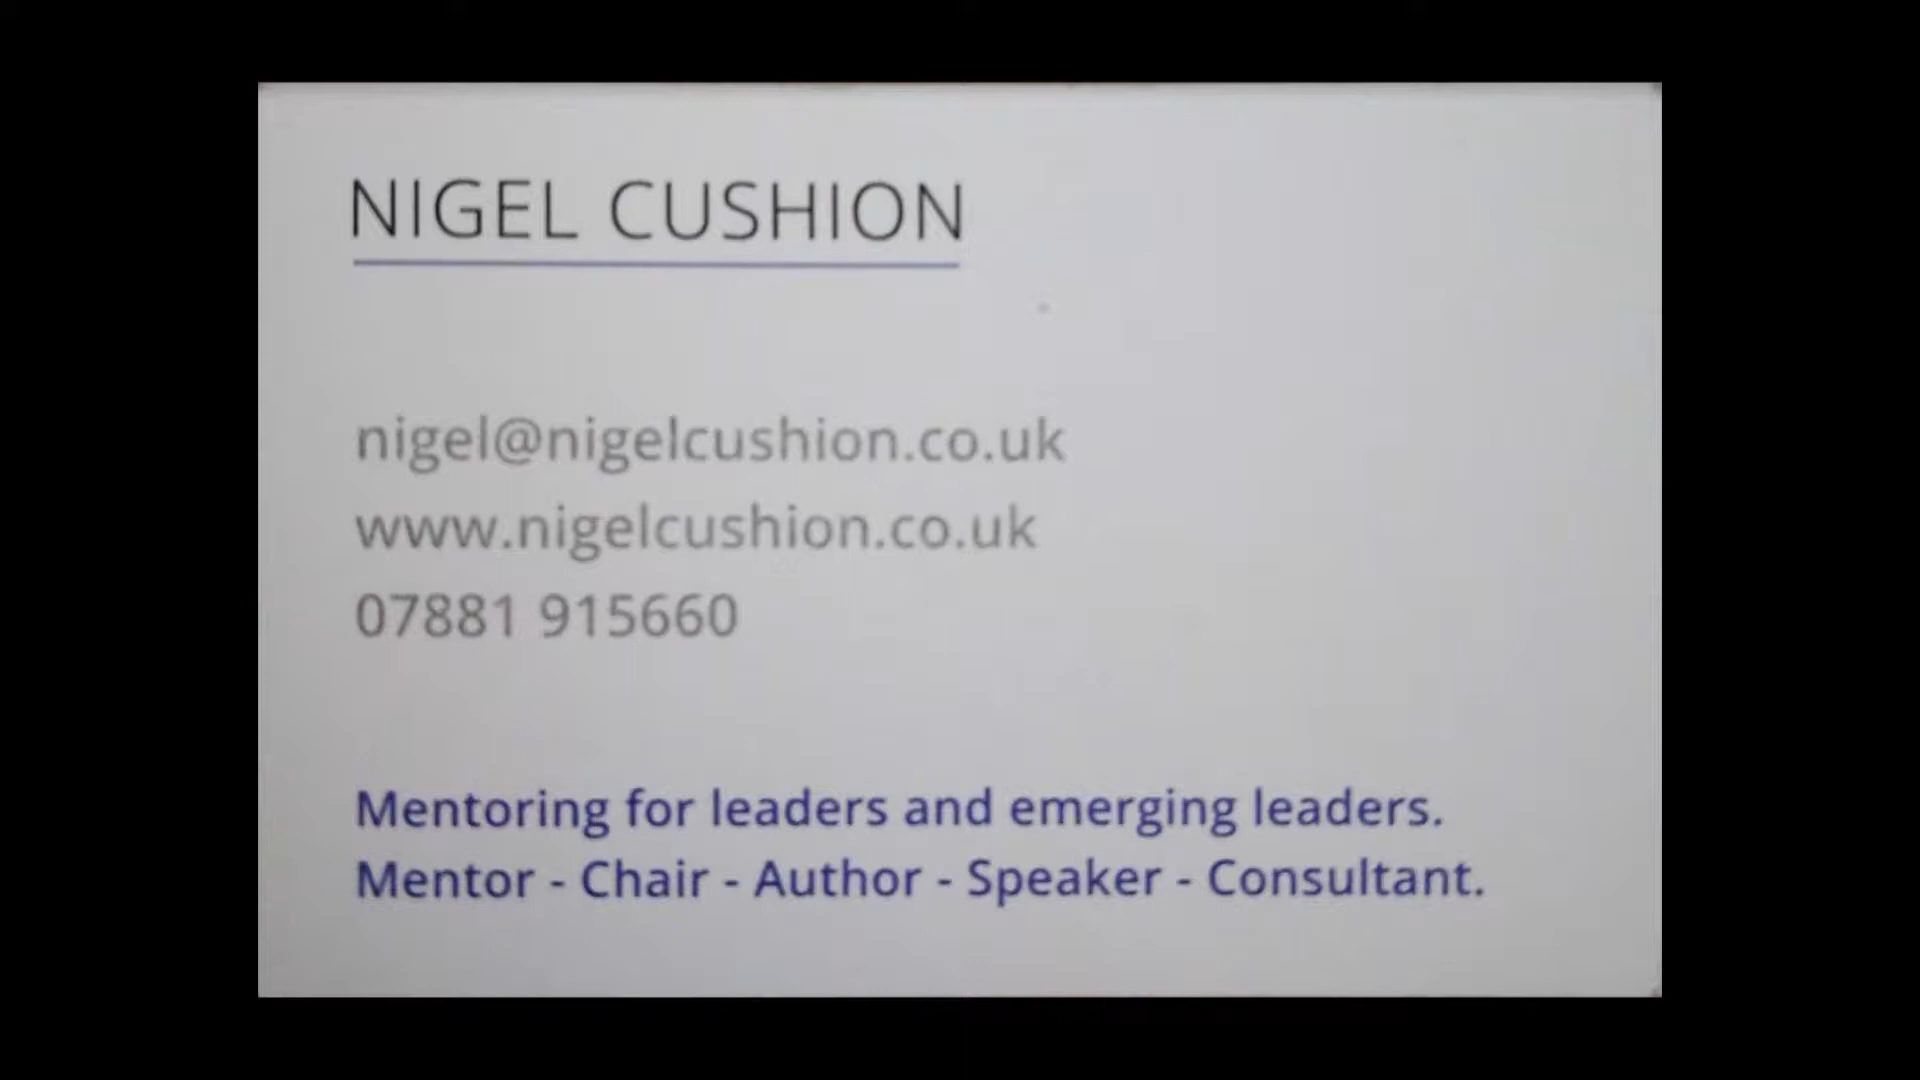 NIGEL CUSHION
nigel@nigelcushion.co.uk
www.nigelcushion.co.uk
07881 915660
Mentoring for leaders and emerging leaders.
Mentor - Chair - Author - Speaker - Consultant.